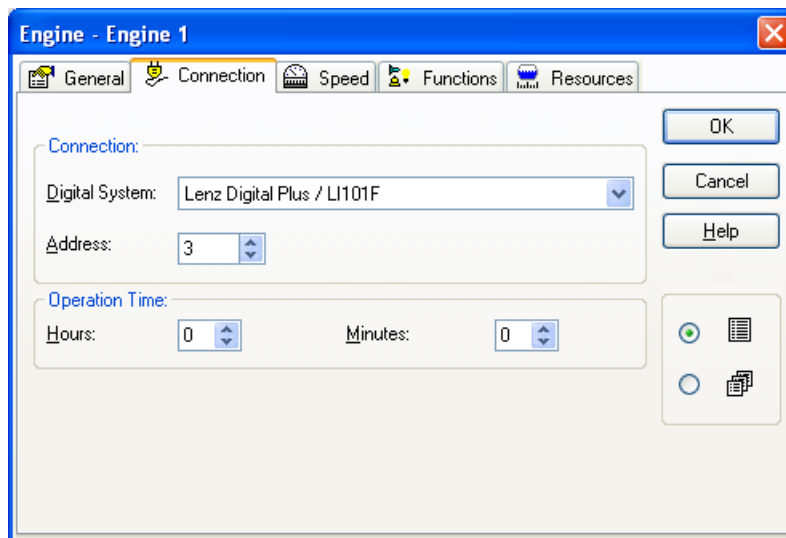 Engine - Engine 1
General Connection Speed Functions Resources
OK
Connection:
Digital System: Lenz Digital Plus / LI101F
Cancel
Address: 3
Help
Operation Time:
Hours: 0 Minutes: 0